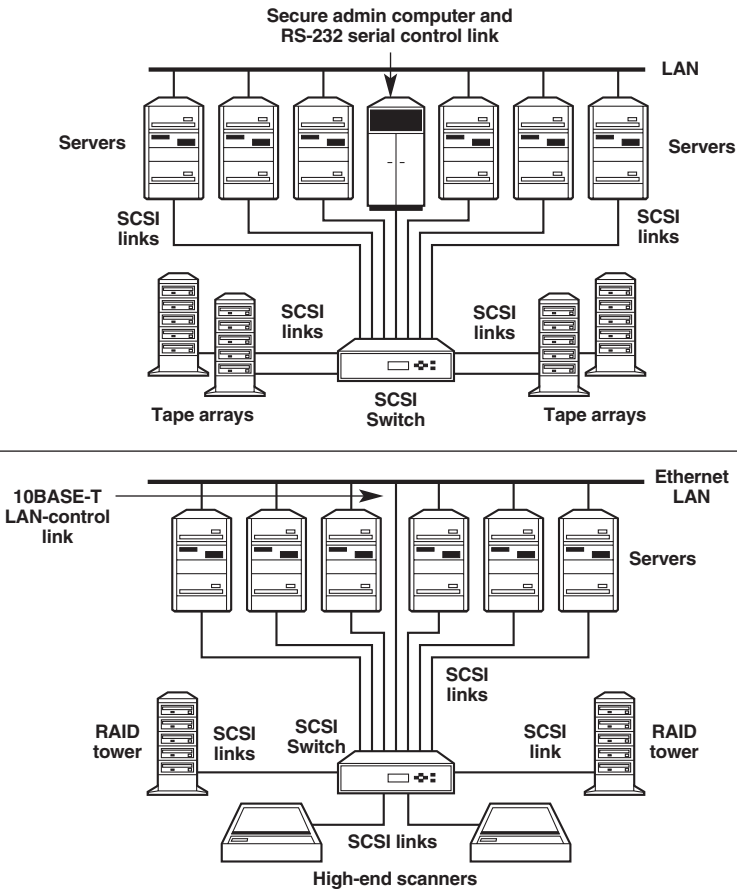 Secure admin computer and
RS-232 serial control link
LAN
Servers
Servers
SCSI
links
SCSI
links
SCSI
links
SCSI
links
Tape arrays
SCSI
Switch
Tape arrays
10BASE-T
LAN-control
link
Ethernet
LAN
Servers
SCSI
links
RAID
tower
SCSI
links
SCSI
Switch
SCSI
link
RAID
tower
SCSI links
High-end scanners